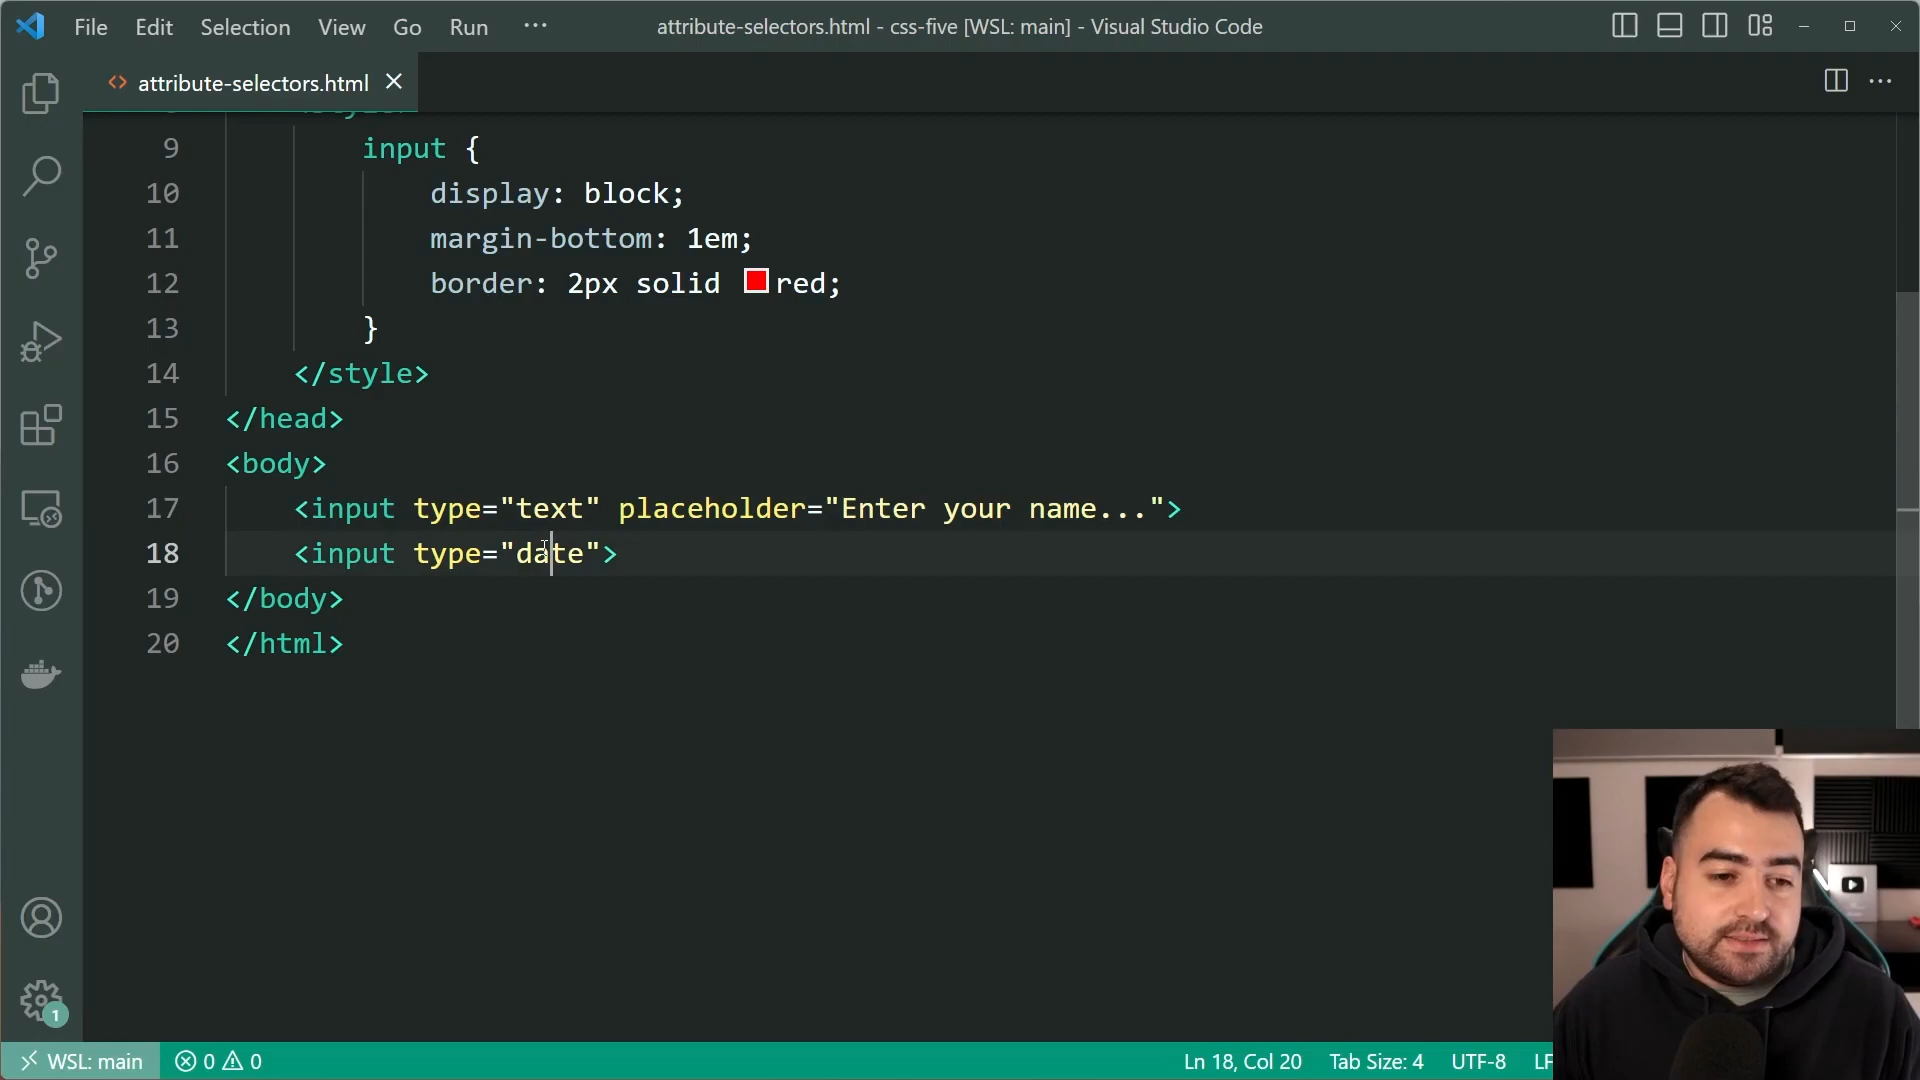 File Edit Selection View Go Run ···
attribute-selectors.html - css-five [WSL: main] - Visual Studio Code
<> attribute-selectors.html
9 input {
10 display: block;
11 margin-bottom: 1em;
12 border: 2px solid red;
13 }
14 </style>
15 </head>
16 <body>
17 <input type="text" placeholder="Enter your name...">
18 <input type="date">
19 </body>
20 </html>
1
WSL: main 0 0 Ln 18, Col 20 Tab Size: 4 UTF-8 LF